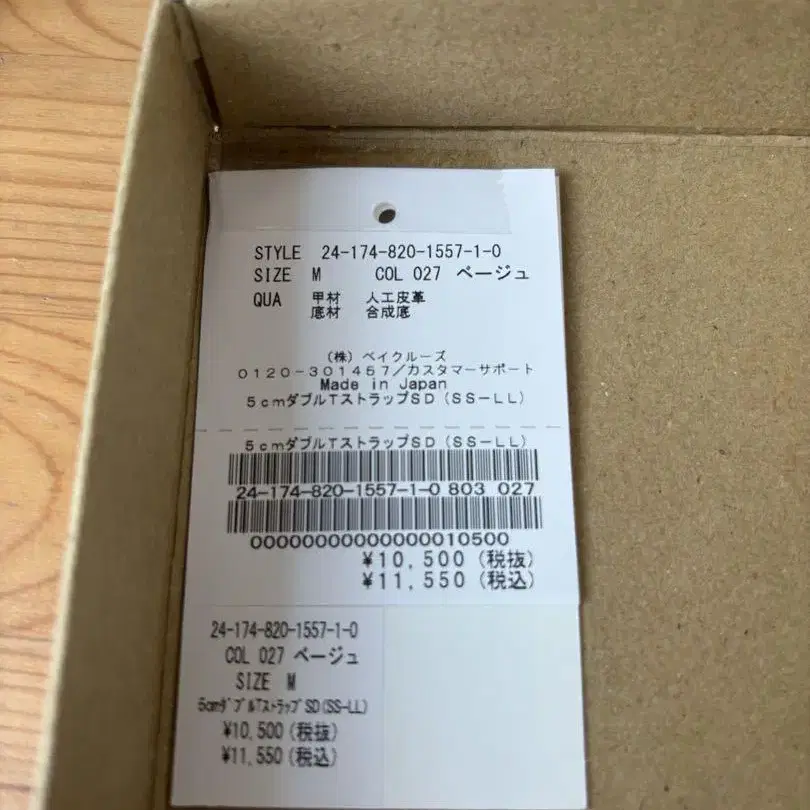 STYLE 24-174-820-1557-1-0
SIZE M COL 027 ベージュ
QUA 甲材 人工皮革
底材 合成底
(株)ベイクルーズ
0120-301457/カスタマーサポート
Made in Japan
5cmダブルTストラップSD(SS-LL)
5cmダブルTストラップSD(SS-LL)
24-174-820-1557-1-0 803 027
00000000000000010500
¥10,500(税抜)
¥11,550(税込)
24-174-820-1557-1-0
COL 027 ベージュ
SIZE M
5cmダブルTストラップSD(SS-LL)
¥10,500(税抜)
¥11,550(税込)